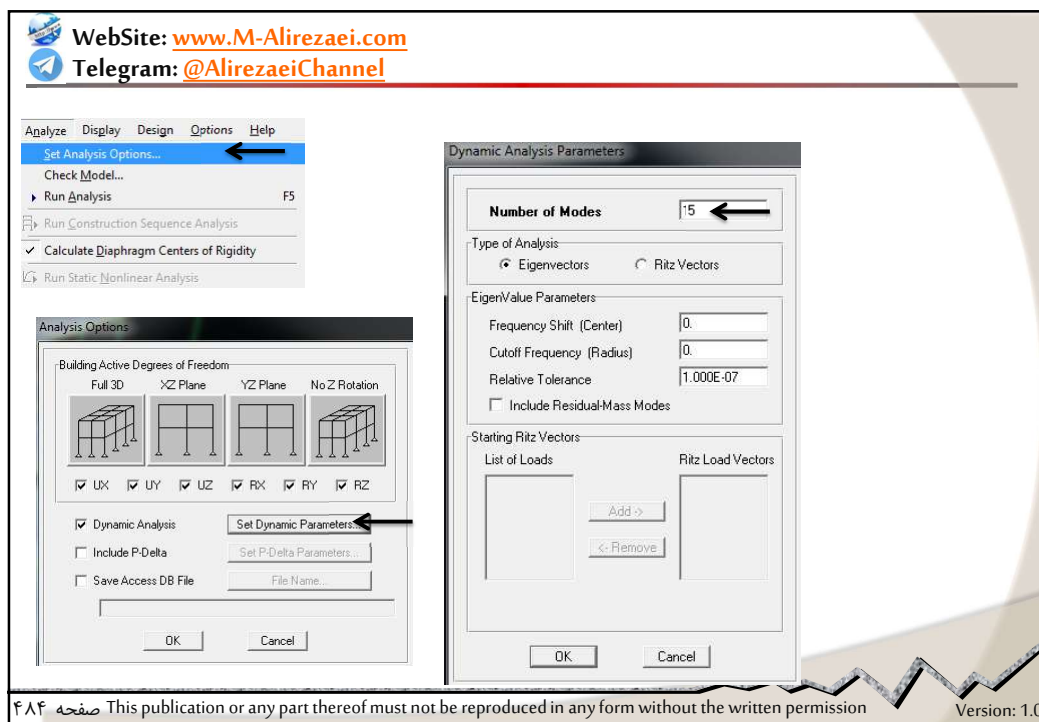 WebSite: www.M-Alirezaei.com
Telegram: @AlirezaeiChannel
Analyze Display Design Options Help
Set Analysis Options...
Check Model...
Run Analysis F5
Run Construction Sequence Analysis
Calculate Diaphragm Centers of Rigidity
Run Static Nonlinear Analysis
Analysis Options
Building Active Degrees of Freedom
Full 3D XZ Plane YZ Plane No Z Rotation
UX UY UZ RX RY RZ
Dynamic Analysis Set Dynamic Parameters...
Include P-Delta Set P-Delta Parameters...
Save Access DB File File Name...
OK Cancel
Dynamic Analysis Parameters
Number of Modes 15
Type of Analysis
Eigenvectors Ritz Vectors
EigenValue Parameters
Frequency Shift (Center) 0.
Cutoff Frequency (Radius) 0.
Relative Tolerance 1.000E-07
Include Residual-Mass Modes
Starting Ritz Vectors
List of Loads Ritz Load Vectors
Add ->
<- Remove
OK Cancel
صفحه ۴۸۴ This publication or any part thereof must not be reproduced in any form without the written permission Version: 1.0